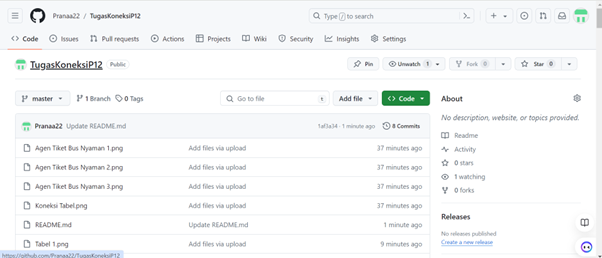 Pranaa22 / TugasKoneksiP12
Type / to search
Code Issues Pull requests Actions Projects Wiki Security Insights Settings
TugasKoneksiP12 Public
Pin Unwatch 1 Fork 0 Star 0
master 1 Branch 0 Tags
Go to file t
Add file Code
About
No description, website, or topics provided.
Readme
Activity
0 stars
1 watching
0 forks
Releases
No releases published
Create a new release
Pranaa22 Update README.md 1af3a34 · 1 minute ago 8 Commits
Agen Tiket Bus Nyaman 1.png Add files via upload 37 minutes ago
Agen Tiket Bus Nyaman 2.png Add files via upload 37 minutes ago
Agen Tiket Bus Nyaman 3.png Add files via upload 37 minutes ago
Koneksi Tabel.png Add files via upload 37 minutes ago
README.md Update README.md 1 minute ago
Tabel 1.png Add files via upload 9 minutes ago
https://github.com/Pranaa22/TugasKoneksiP12